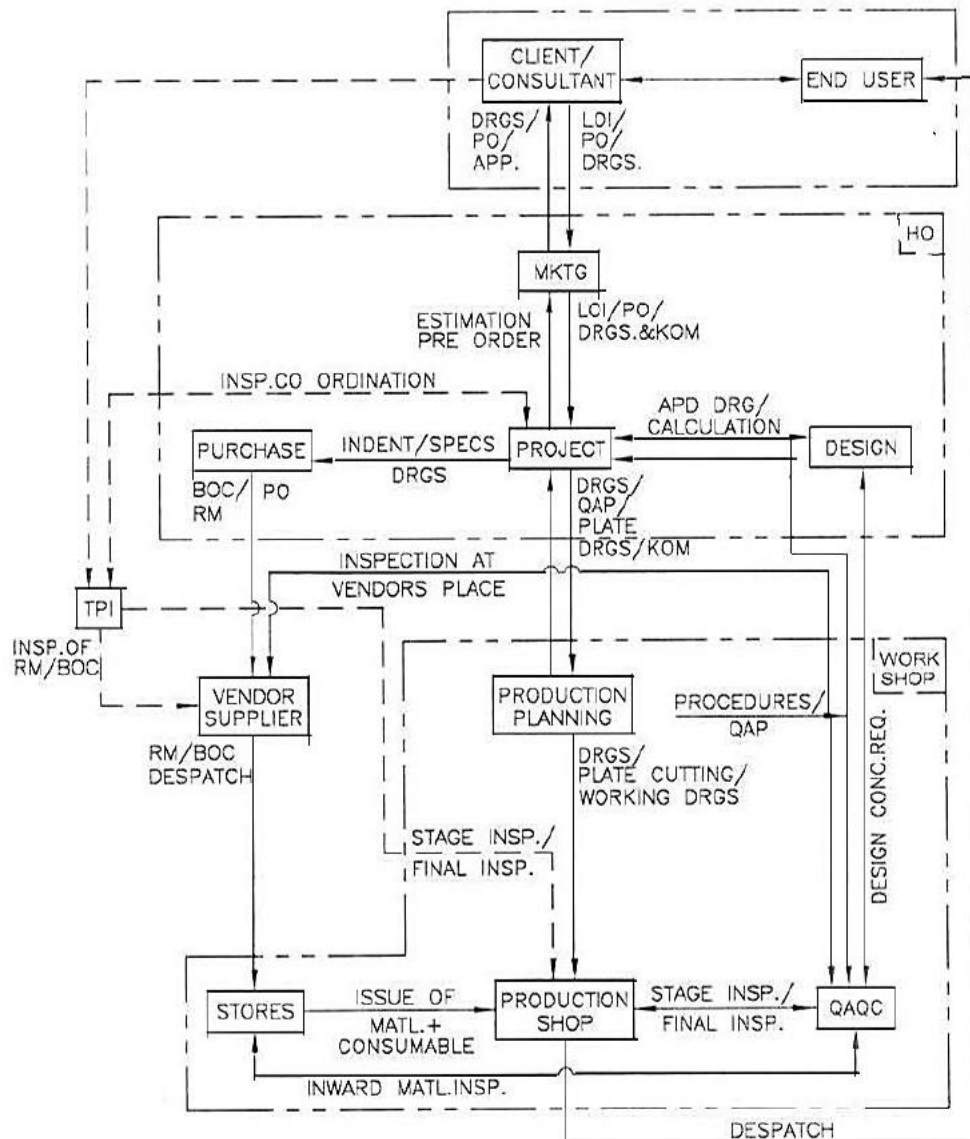 CLIENT/
CONSULTANT
END USER
DRGS/
PO/
APP.
LOI/
PO/
DRGS.
HO
MKTG
ESTIMATION
PRE ORDER
LOI/PO/
DRGS.&KOM
INSP.CO ORDINATION
APD DRG/
CALCULATION
PURCHASE
INDENT/SPECS
DRGS
PROJECT
DESIGN
BOC/
RM
PO
DRGS/
QAP/
PLATE
DRGS/KOM
INSPECTION AT
VENDORS PLACE
TPI
INSP.OF
RM/BOC
WORK
SHOP
VENDOR
SUPPLIER
PRODUCTION
PLANNING
PROCEDURES/
QAP
DESIGN CONC.REQ.
RM/BOC
DESPATCH
DRGS/
PLATE CUTTING/
WORKING DRGS
STAGE INSP./
FINAL INSP.
STORES
ISSUE OF
MATL.+
CONSUMABLE
PRODUCTION
SHOP
STAGE INSP./
FINAL INSP.
QAQC
INWARD MATL.INSP.
DESPATCH